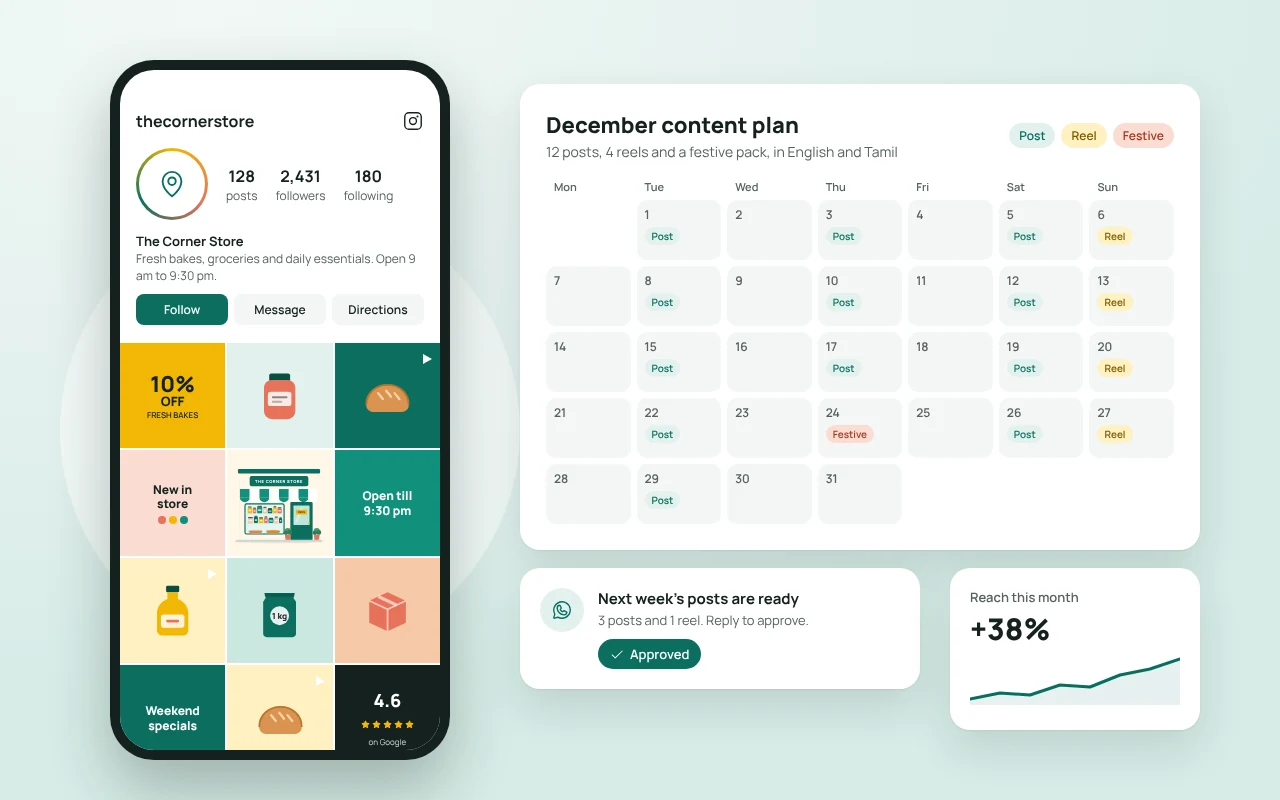 thecornerstore
128 2,431 180
posts followers following
The Corner Store
Fresh bakes, groceries and daily essentials. Open 9
am to 9:30 pm.
Follow Message Directions
10%
OFF
FRESH BAKES
New in
store
THE CORNER STORE
Open till
9:30 pm
1 kg
Weekend
specials
4.6
on Google
December content plan
12 posts, 4 reels and a festive pack, in English and Tamil
Post Reel Festive
Mon Tue Wed Thu Fri Sat Sun
1 2 3 4 5 6
Post Post Post Reel
7 8 9 10 11 12 13
Post Post Post Reel
14 15 16 17 18 19 20
Post Post Post Reel
21 22 23 24 25 26 27
Post Festive Post Reel
28 29 30 31
Post
Next week's posts are ready
3 posts and 1 reel. Reply to approve.
Approved
Reach this month
+38%